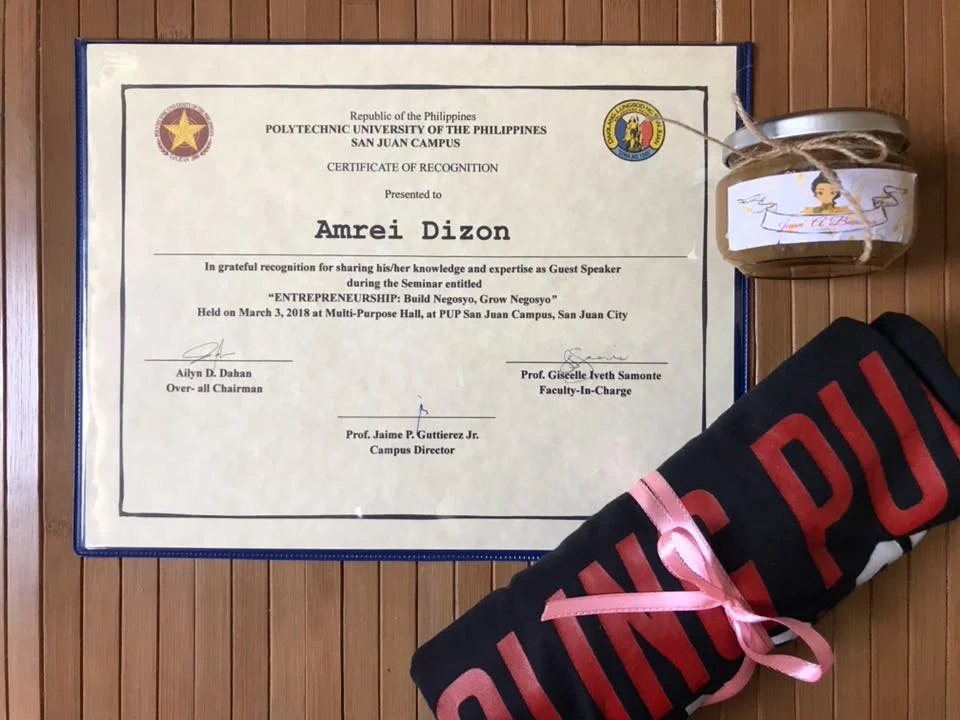 Republic of the Philippines
POLYTECHNIC UNIVERSITY OF THE PHILIPPINES
SAN JUAN CAMPUS
CERTIFICATE OF RECOGNITION
Presented to
Amrei Dizon
In grateful recognition for sharing his/her knowledge and expertise as Guest Speaker
during the Seminar entitled
“ENTREPRENEURSHIP: Build Negosyo, Grow Negosyo”
Held on March 3, 2018 at Multi-Purpose Hall, at PUP San Juan Campus, San Juan City
Ailyn D. Dahan
Over- all Chairman
Prof. Giselle Iveth Samonte
Faculty-In-Charge
Prof. Jaime P. Guttierez Jr.
Campus Director
LING PU